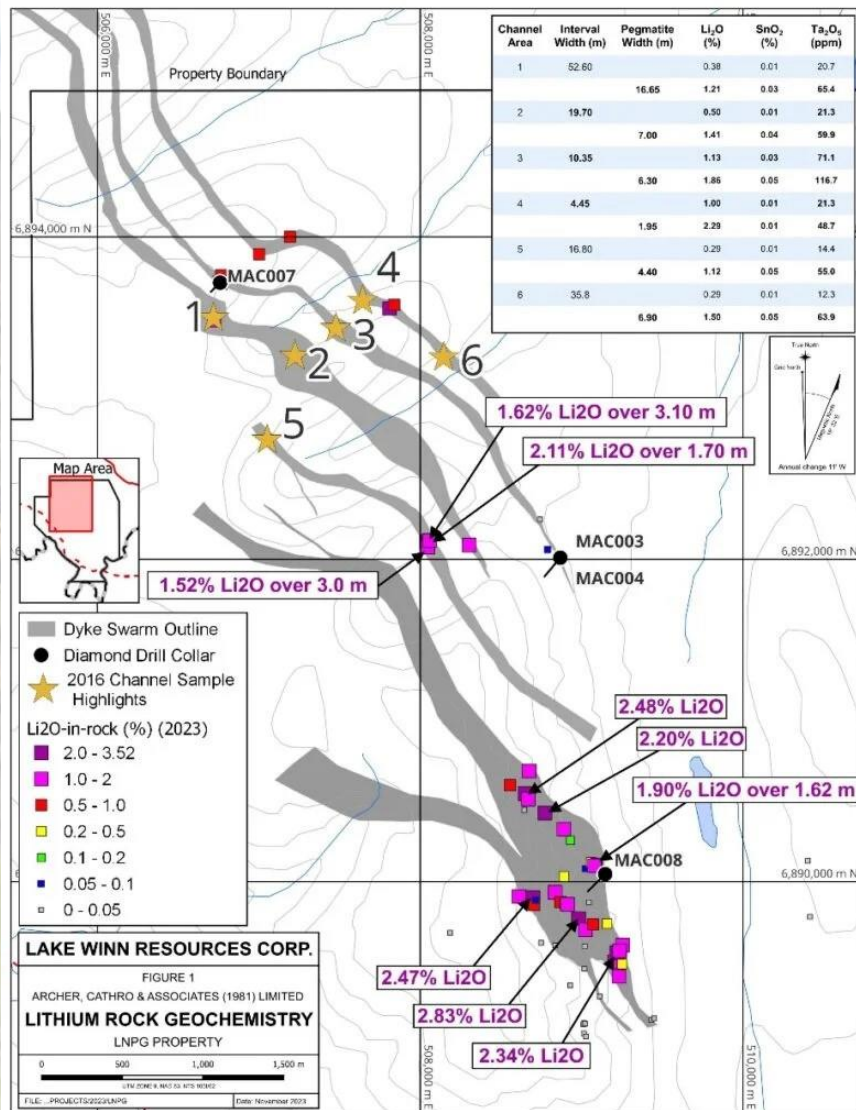 506,000 m E
508,000 m E
Property Boundary
Channel Area Interval Width (m) Pegmatite Width (m) Li₂O (%) SnO₂ (%) Ta₂O₅ (ppm)
1 52.60 0.38 0.01 20.7
16.65 1.21 0.03 65.4
2 19.70 0.50 0.01 21.3
7.00 1.41 0.04 59.9
3 10.35 1.13 0.03 71.1
6.30 1.86 0.05 116.7
4 4.45 1.00 0.01 21.3
1.95 2.29 0.01 48.7
5 16.80 0.29 0.01 14.4
4.40 1.12 0.05 55.0
6 35.8 0.29 0.01 12.3
6.90 1.50 0.05 63.9
6,894,000 m N
MAC007
4
1
3
2
6
5
True North
Grid North
Annual change 11' W
1.62% Li2O over 3.10 m
2.11% Li2O over 1.70 m
Map Area
MAC003
6,892,000 m N
MAC004
1.52% Li2O over 3.0 m
Dyke Swarm Outline
Diamond Drill Collar
2016 Channel Sample
Highlights
Li2O-in-rock (%) (2023)
2.0 - 3.52
1.0 - 2
0.5 - 1.0
0.2 - 0.5
0.1 - 0.2
0.05 - 0.1
0 - 0.05
2.48% Li2O
2.20% Li2O
1.90% Li2O over 1.62 m
MAC008
6,890,000 m N
2.47% Li2O
2.83% Li2O
2.34% Li2O
LAKE WINN RESOURCES CORP.
FIGURE 1
ARCHER, CATHRO & ASSOCIATES (1981) LIMITED
LITHIUM ROCK GEOCHEMISTRY
LNPG PROPERTY
0 500 1,000 1,500 m
FILE: ...PROJECTS/2023/LNPG Date: November 2023
508,000 m E
510,000 m E